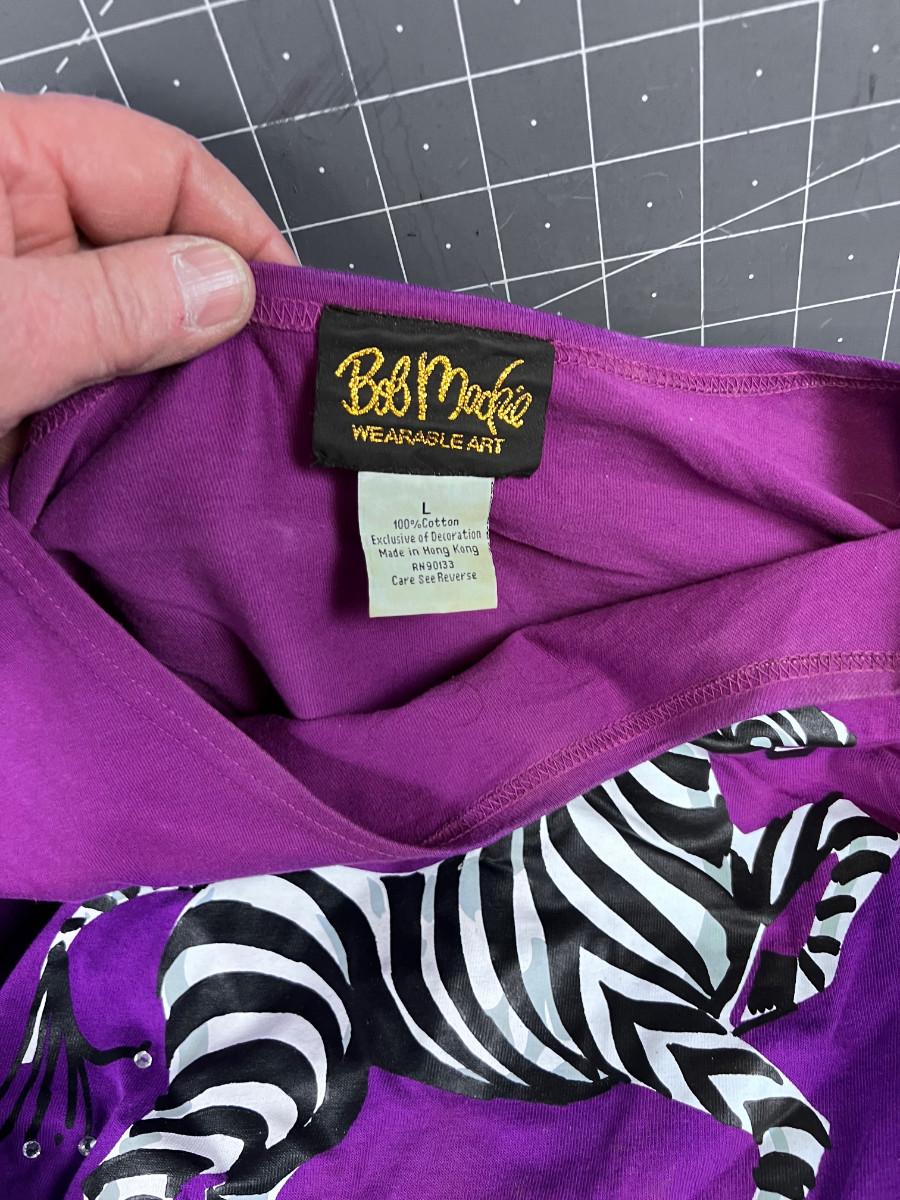 Bob Mackie
WEARABLE ART
L
100%Cotton
Exclusive of Decoration
Made in Hong Kong
RN90133
Care See Reverse